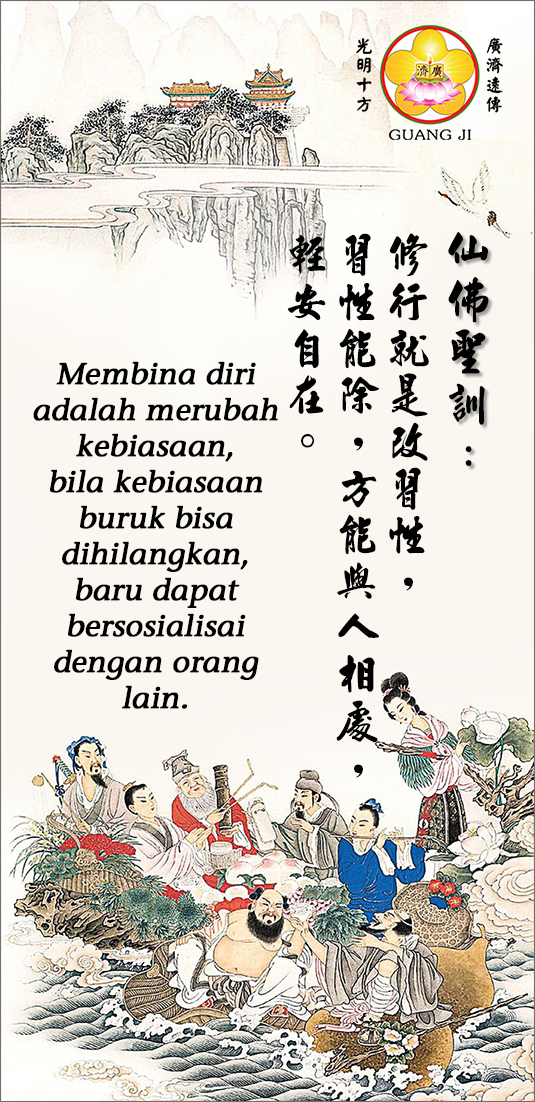 廣濟遠傳
光明十方
濟廣
GUANG JI
仙佛聖訓：
修行就是改習性，
習性能除，方能與人相處，
輕安自在。
Membina diri
adalah merubah
kebiasaan,
bila kebiasaan
buruk bisa
dihilangkan,
baru dapat
bersosialisai
dengan orang
lain.